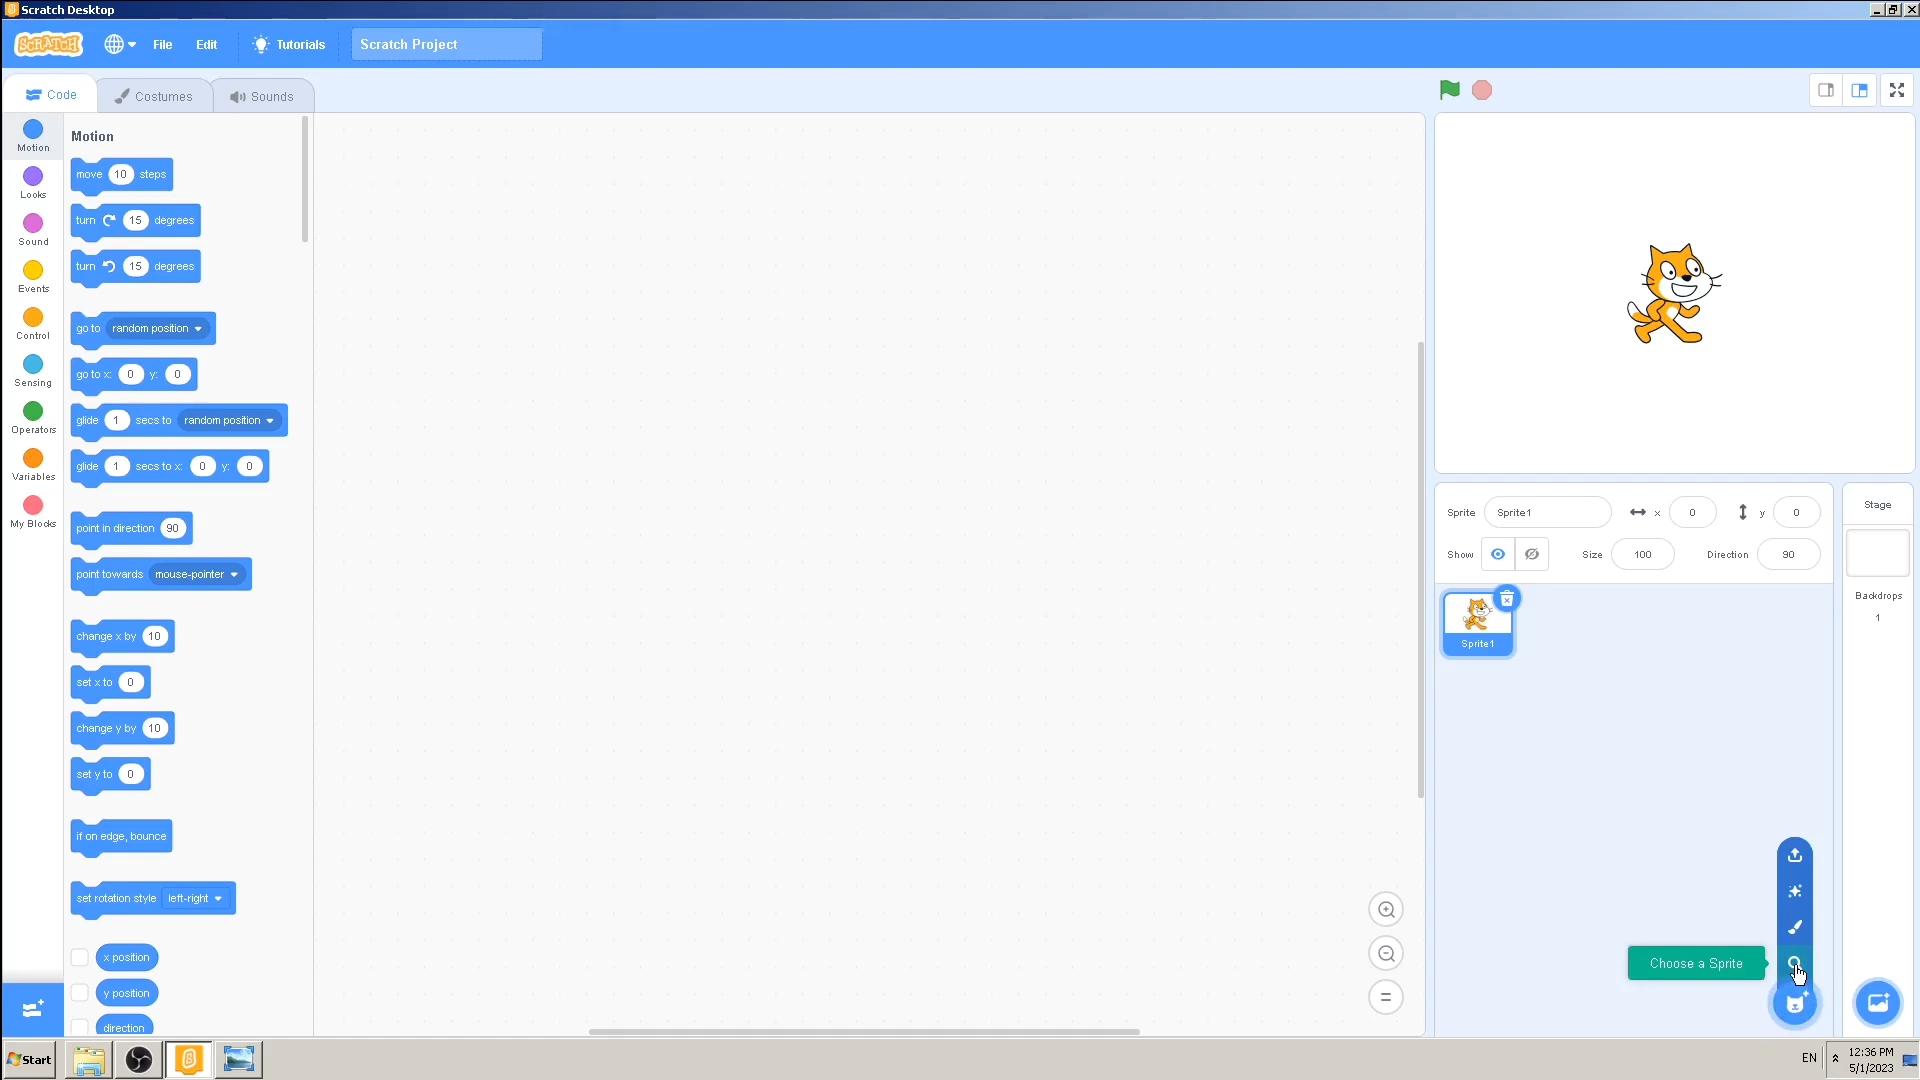 Scratch Desktop
SCRATCH
File
Edit
Tutorials
Scratch Project
Code
Costumes
Sounds
Motion
Looks
Sound
Events
Control
Sensing
Operators
Variables
My Blocks
Motion
move 10 steps
turn 15 degrees
turn 15 degrees
go to random position
go to x: 0 y: 0
glide 1 secs to random position
glide 1 secs to x: 0 y: 0
point in direction 90
point towards mouse-pointer
change x by 10
set x to 0
change y by 10
set y to 0
if on edge, bounce
set rotation style left-right
x position
y position
direction
Sprite Sprite1 x 0 y 0
Show Size 100 Direction 90
Sprite1
Choose a Sprite
Stage
Backdrops
1
Start
EN
12:36 PM
5/1/2023